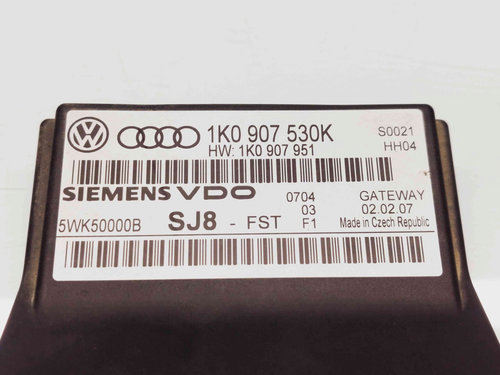 1K0 907 530K S0021
HW: 1K0 907 951 HH04
SIEMENS VDO 0704 GATEWAY
5WK50000B SJ8 - FST 03 02.02.07
F1 Made in Czech Republic